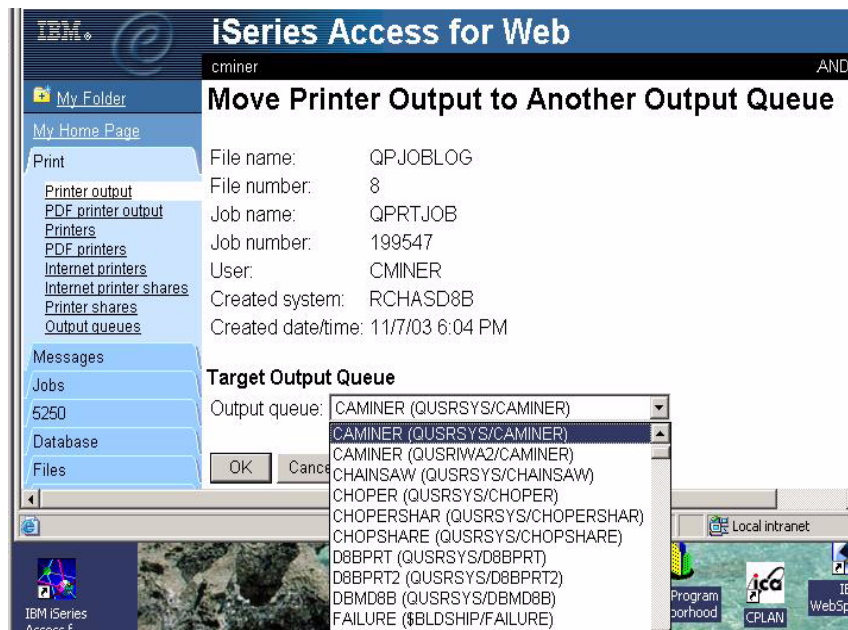 IBM.
iSeries Access for Web
cminer AND
My Folder
Move Printer Output to Another Output Queue
My Home Page
Print
Printer output
PDF printer output
Printers
PDF printers
Internet printers
Internet printer shares
Printer shares
Output queues
Messages
Jobs
5250
Database
Files
File name: QPJOBLOG
File number: 8
Job name: QPRTJOB
Job number: 199547
User: CMINER
Created system: RCHASD8B
Created date/time: 11/7/03 6:04 PM
Target Output Queue
Output queue: CAMINER (QUSRSYS/CAMINER)
CAMINER (QUSRSYS/CAMINER)
CAMINER (QUSRIWA2/CAMINER)
CHAINSAW (QUSRSYS/CHAINSAW)
CHOPER (QUSRSYS/CHOPER)
CHOPERSHAR (QUSRSYS/CHOPERSHAR)
CHOPSHARE (QUSRSYS/CHOPSHARE)
D8BPRT (QUSRSYS/D8BPRT)
D8BPRT2 (QUSRSYS/D8BPRT2)
DBMD8B (QUSRSYS/DBMD8B)
FAILURE ($BLDSHIP/FAILURE)
OK Cance
Local intranet
IBM iSeries
Program
borhood
ica
CPLAN
WebSp